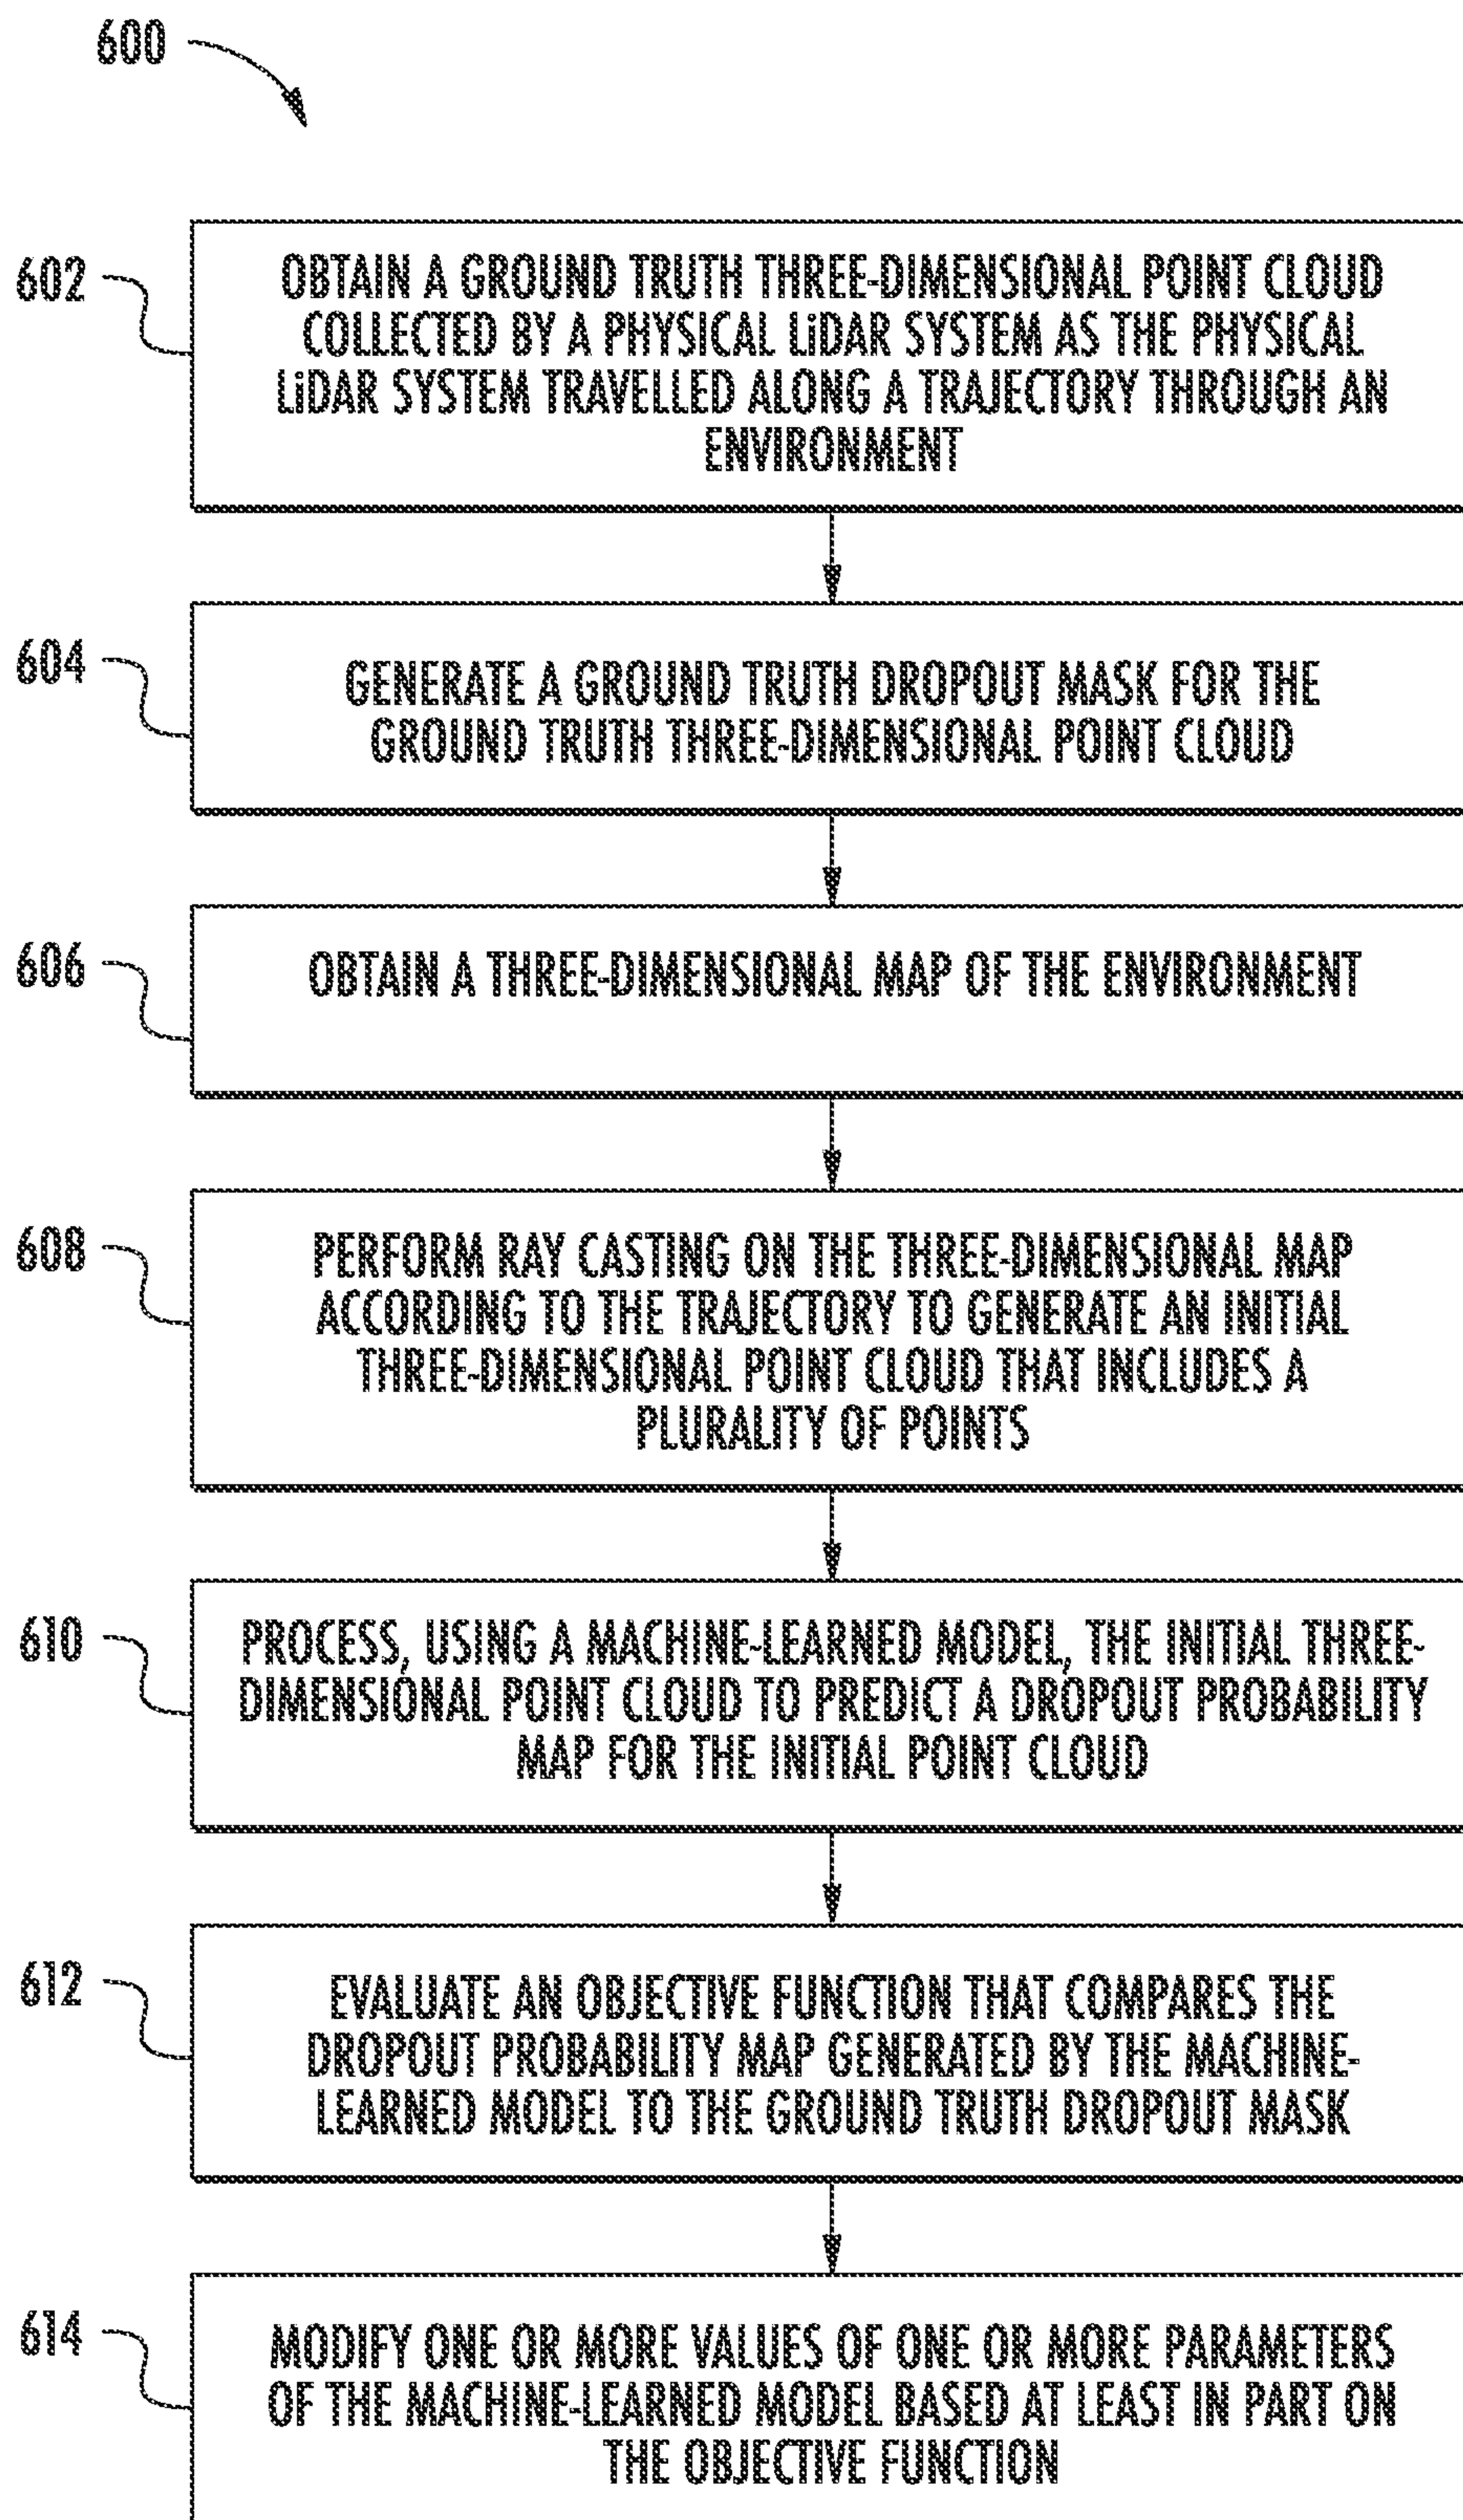 600
602
OBTAIN A GROUND TRUTH THREE-DIMENSIONAL POINT CLOUD
COLLECTED BY A PHYSICAL LiDAR SYSTEM AS THE PHYSICAL
LiDAR SYSTEM TRAVELLED ALONG A TRAJECTORY THROUGH AN
ENVIRONMENT
604
GENERATE A GROUND TRUTH DROPOUT MASK FOR THE
GROUND TRUTH THREE-DIMENSIONAL POINT CLOUD
606
OBTAIN A THREE-DIMENSIONAL MAP OF THE ENVIRONMENT
608
PERFORM RAY CASTING ON THE THREE-DIMENSIONAL MAP
ACCORDING TO THE TRAJECTORY TO GENERATE AN INITIAL
THREE-DIMENSIONAL POINT CLOUD THAT INCLUDES A
PLURALITY OF POINTS
610
PROCESS, USING A MACHINE-LEARNED MODEL, THE INITIAL THREE-
DIMENSIONAL POINT CLOUD TO PREDICT A DROPOUT PROBABILITY
MAP FOR THE INITIAL POINT CLOUD
612
EVALUATE AN OBJECTIVE FUNCTION THAT COMPARES THE
DROPOUT PROBABILITY MAP GENERATED BY THE MACHINE-
LEARNED MODEL TO THE GROUND TRUTH DROPOUT MASK
614
MODIFY ONE OR MORE VALUES OF ONE OR MORE PARAMETERS
OF THE MACHINE-LEARNED MODEL BASED AT LEAST IN PART ON
THE OBJECTIVE FUNCTION